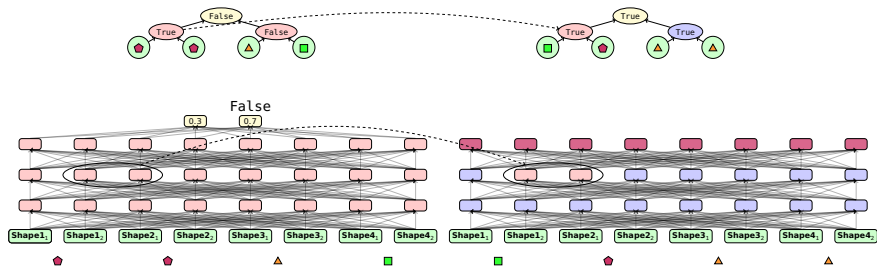 False True
True False True True
False
0.3 0.7
Shape1₁ Shape1₂ Shape2₁ Shape2₂ Shape3₁ Shape3₂ Shape4₁ Shape4₂ Shape1₁ Shape1₂ Shape2₁ Shape2₂ Shape3₁ Shape3₂ Shape4₁ Shape4₂